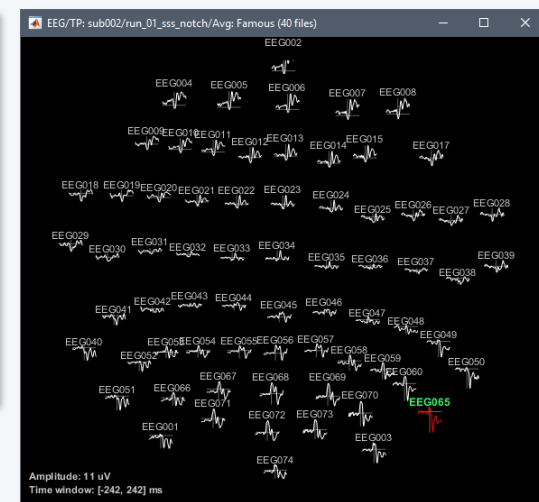 EEG/TP: sub002/run_01_sss_notch/Avg: Famous (40 files)
EEG002
EEG004 EEG005 EEG006 EEG007 EEG008
EEG009 EEG010 EEG011 EEG012 EEG013 EEG014 EEG015 EEG017
EEG018 EEG019 EEG020 EEG021 EEG022 EEG023 EEG024 EEG025 EEG026 EEG027 EEG028
EEG029 EEG030 EEG031 EEG032 EEG033 EEG034 EEG035 EEG036 EEG037 EEG038 EEG039
EEG041 EEG042 EEG043 EEG044 EEG045 EEG046 EEG047 EEG048 EEG049
EEG040 EEG052 EEG053 EEG054 EEG055 EEG056 EEG057 EEG058 EEG059 EEG060 EEG050
EEG051 EEG066 EEG067 EEG068 EEG069 EEG070 EEG065
EEG001 EEG071 EEG072 EEG073 EEG003
EEG074
Amplitude: 11 uV
Time window: [-242, 242] ms